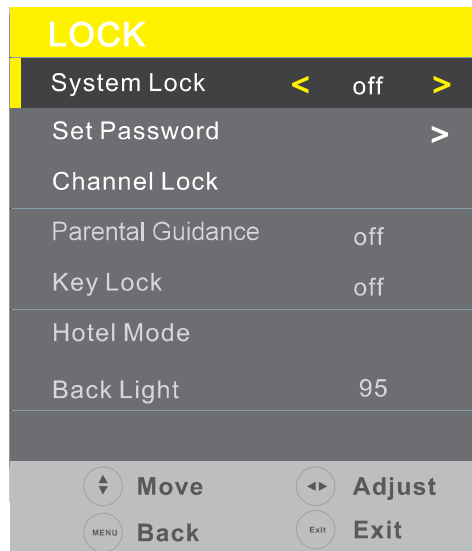 LOCK
System Lock < off >
Set Password >
Channel Lock
Parental Guidance off
Key Lock off
Hotel Mode
Back Light 95
Move Adjust
MENU Back Exit Exit